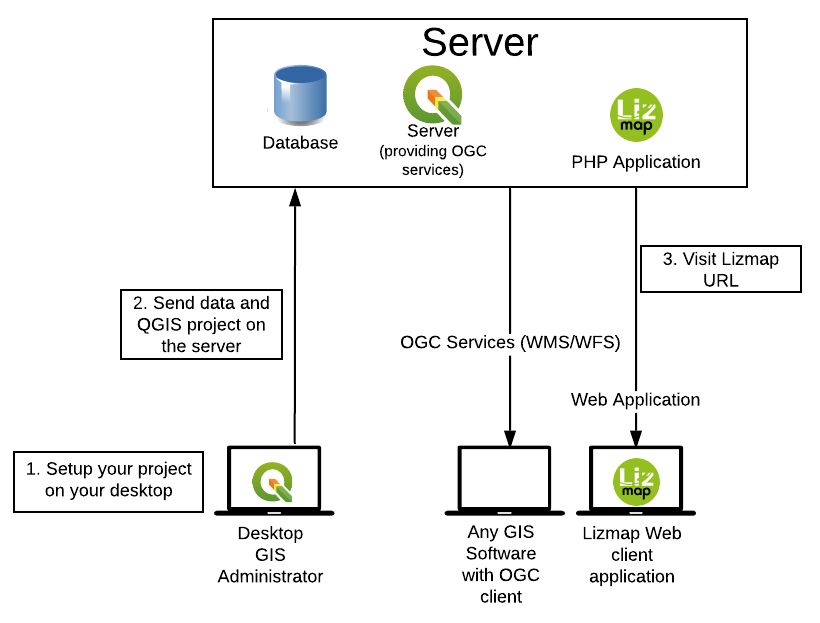 Server
Database
Server
(providing OGC
services)
Liz
map
PHP Application
3. Visit Lizmap
URL
2. Send data and
QGIS project on
the server
OGC Services (WMS/WFS)
Web Application
1. Setup your project
on your desktop
Liz
map
Desktop
GIS
Administrator
Any GIS
Software
with OGC
client
Lizmap Web
client
application